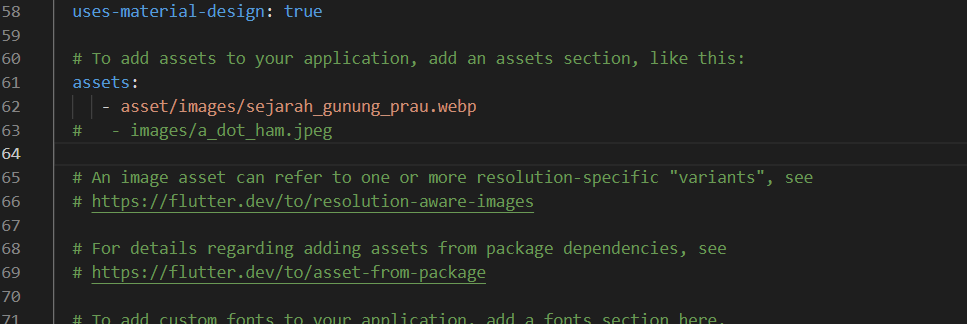 58 uses-material-design: true
59
60 # To add assets to your application, add an assets section, like this:
61 assets:
62 - asset/images/sejarah_gunung_prau.webp
63 #   - images/a_dot_ham.jpeg
64
65 # An image asset can refer to one or more resolution-specific "variants", see
66 # https://flutter.dev/to/resolution-aware-images
67
68 # For details regarding adding assets from package dependencies, see
69 # https://flutter.dev/to/asset-from-package
70
71 # To add custom fonts to your application, add a fonts section here,